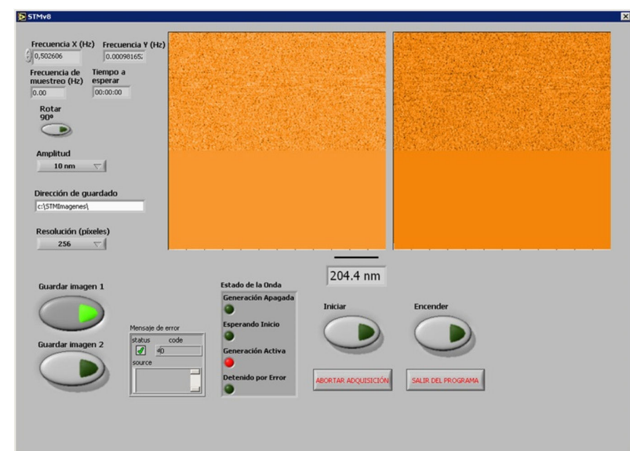 STMv8
Frecuencia X (Hz) Frecuencia Y (Hz)
0,502606 0.00098165
Frecuencia de muestreo (Hz) Tiempo a esperar
0.00 00:00:00
Rotar
90º
Amplitud
10 nm
Dirección de guardado
c:\STMImagenes\
Resolución (píxeles)
256
204.4 nm
Guardar imagen 1
Guardar imagen 2
Mensaje de error
status code
source
Estado de la Onda
Generación Apagada
Esperando Inicio
Generación Activa
Detenido por Error
Iniciar
Encender
ABORTAR ADQUISICIÓN
SALIR DEL PROGRAMA